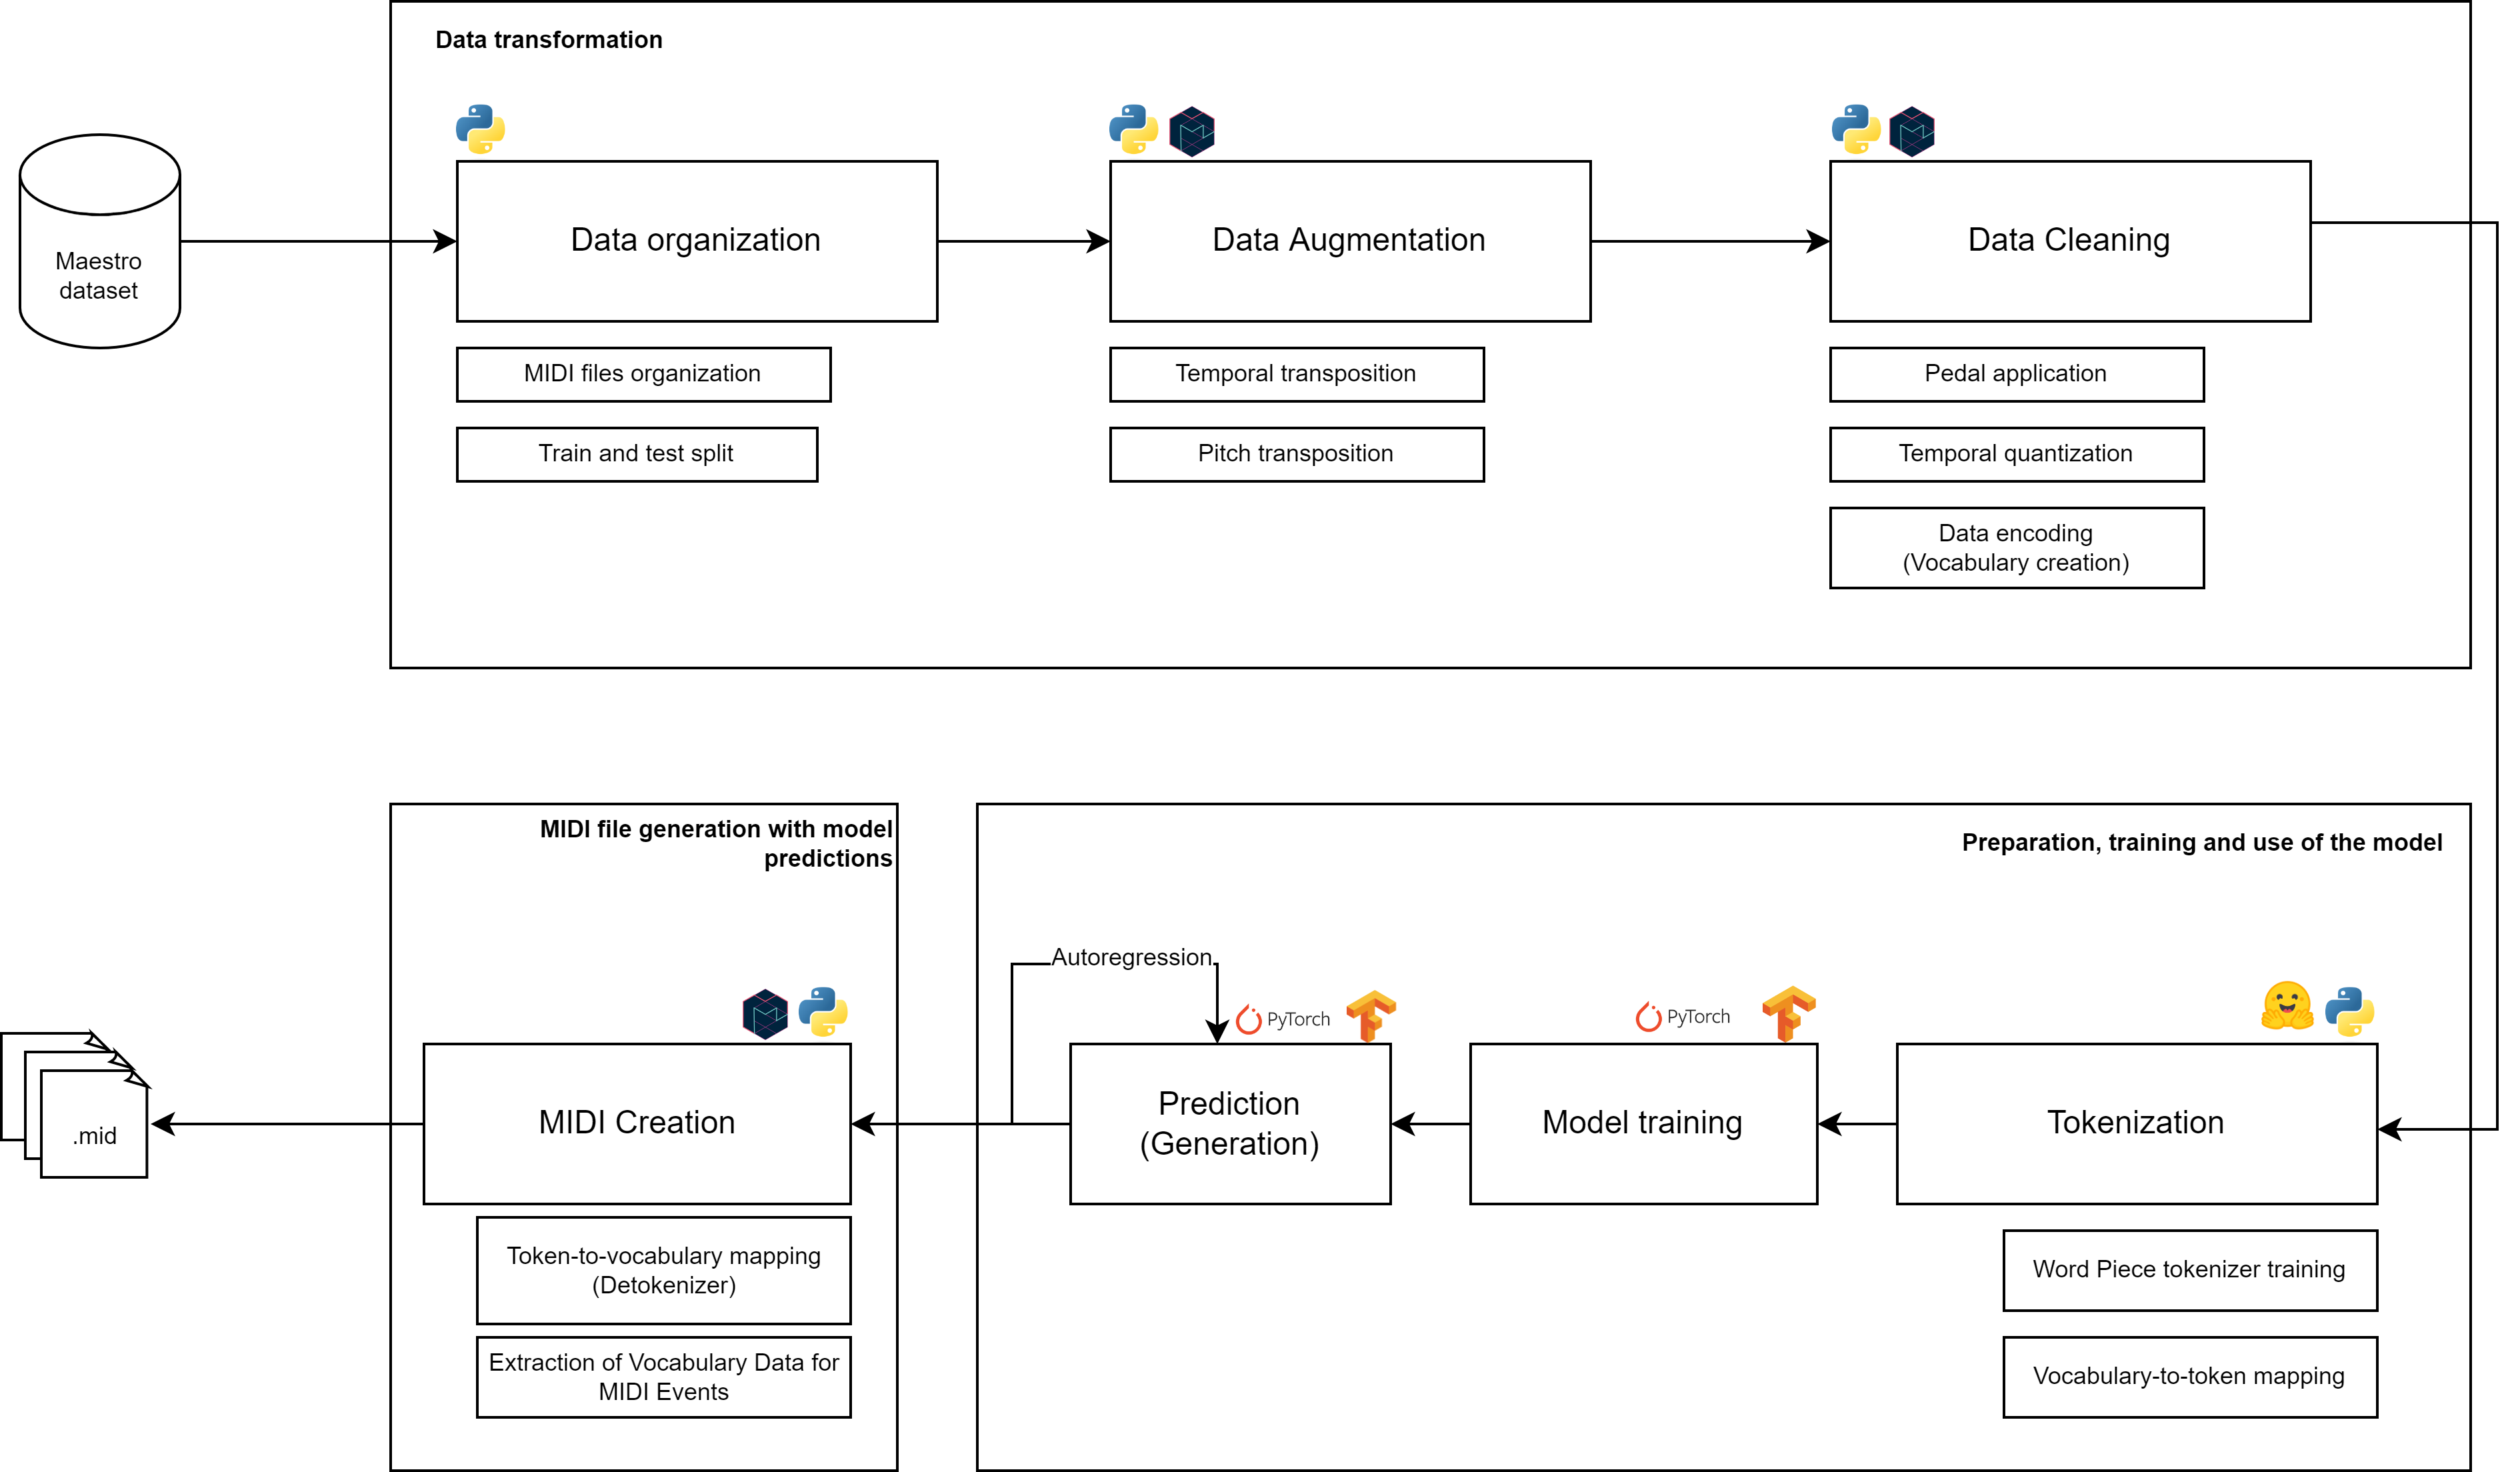 Data transformation
Maestro
dataset
Data organization
MIDI files organization
Train and test split
Data Augmentation
Temporal transposition
Pitch transposition
Data Cleaning
Pedal application
Temporal quantization
Data encoding
(Vocabulary creation)
Preparation, training and use of the model
Tokenization
Word Piece tokenizer training
Vocabulary-to-token mapping
PyTorch
Model training
Autoregression
PyTorch
Prediction
(Generation)
MIDI file generation with model
predictions
MIDI Creation
Token-to-vocabulary mapping
(Detokenizer)
Extraction of Vocabulary Data for
MIDI Events
.mid